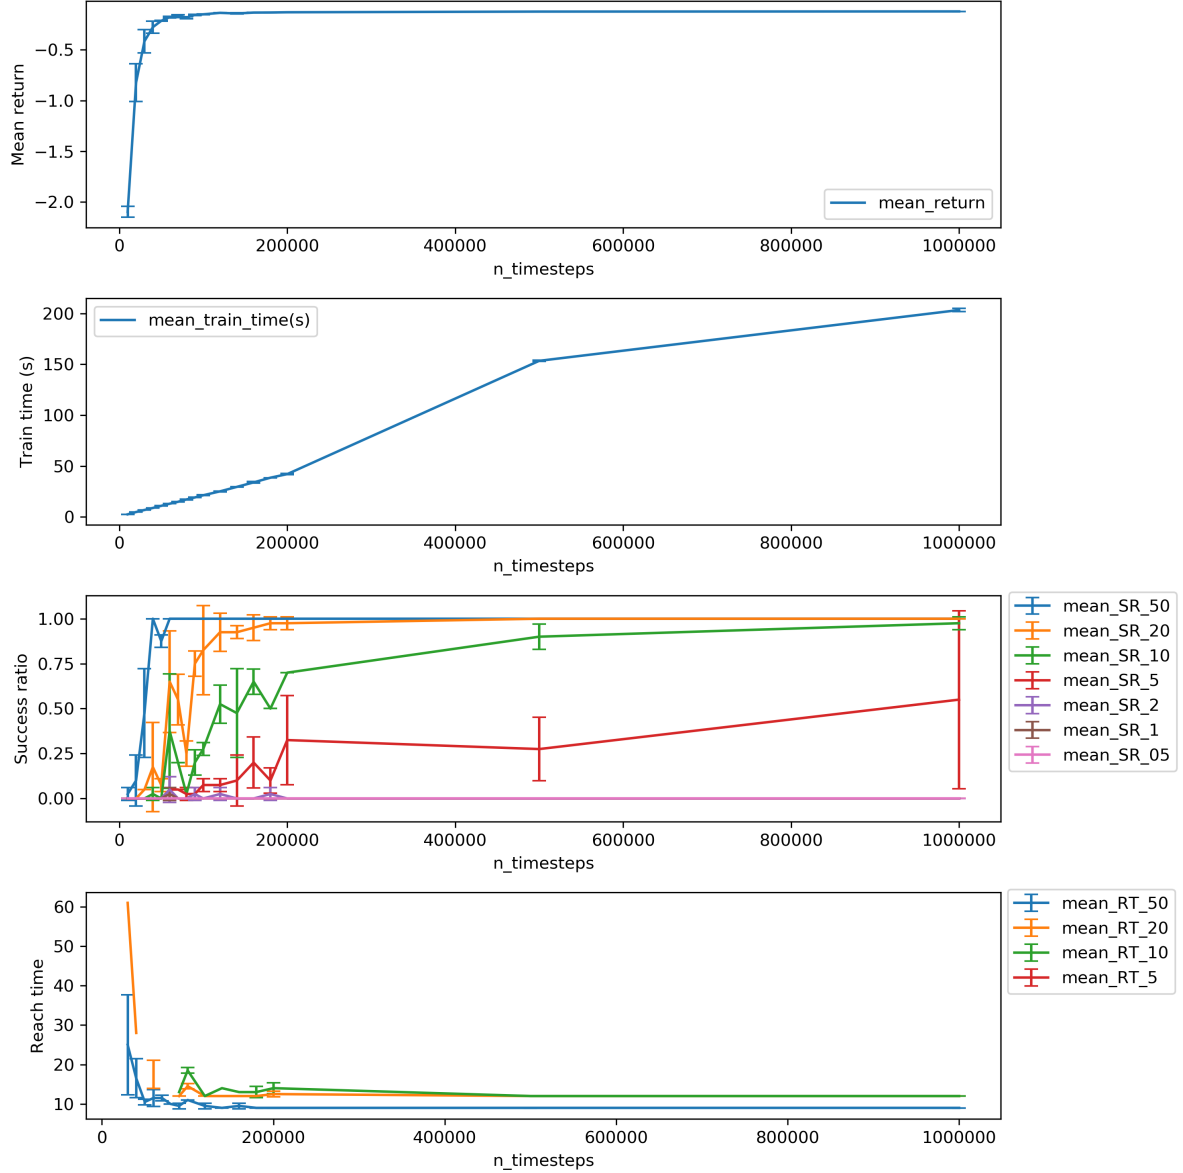 Mean return
−0.5
−1.0
−1.5
−2.0
mean_return
0 200000 400000 600000 800000 1000000
n_timesteps
Train time (s)
200
150
100
50
0
mean_train_time(s)
0 200000 400000 600000 800000 1000000
n_timesteps
Success ratio
1.00
0.75
0.50
0.25
0.00
mean_SR_50
mean_SR_20
mean_SR_10
mean_SR_5
mean_SR_2
mean_SR_1
mean_SR_05
0 200000 400000 600000 800000 1000000
n_timesteps
Reach time
60
50
40
30
20
10
mean_RT_50
mean_RT_20
mean_RT_10
mean_RT_5
0 200000 400000 600000 800000 1000000
n_timesteps